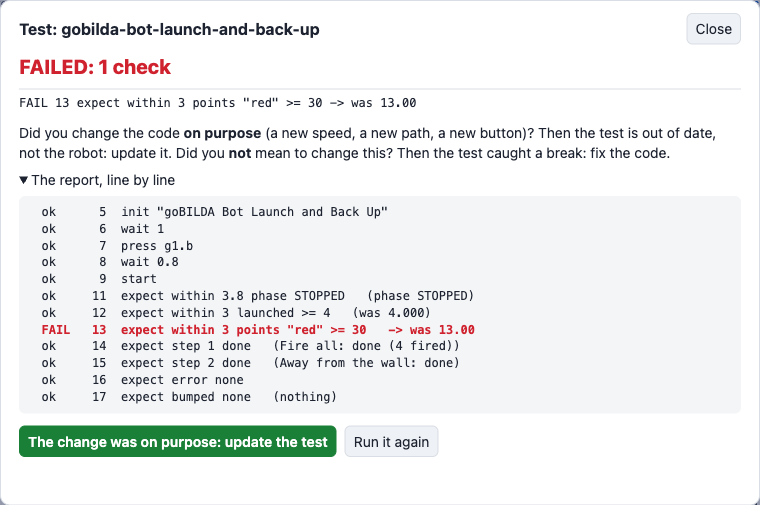 Test: gobilda-bot-launch-and-back-up
Close
FAILED: 1 check
FAIL 13 expect within 3 points "red" >= 30 -> was 13.00
Did you change the code on purpose (a new speed, a new path, a new button)? Then the test is out of date,
not the robot: update it. Did you not mean to change this? Then the test caught a break: fix the code.
▼ The report, line by line
ok 5 init "goBILDA Bot Launch and Back Up"
ok 6 wait 1
ok 7 press g1.b
ok 8 wait 0.8
ok 9 start
ok 11 expect within 3.8 phase STOPPED (phase STOPPED)
ok 12 expect within 3 launched >= 4 (was 4.000)
FAIL 13 expect within 3 points "red" >= 30 -> was 13.00
ok 14 expect step 1 done (Fire all: done (4 fired))
ok 15 expect step 2 done (Away from the wall: done)
ok 16 expect error none
ok 17 expect bumped none (nothing)
The change was on purpose: update the test
Run it again